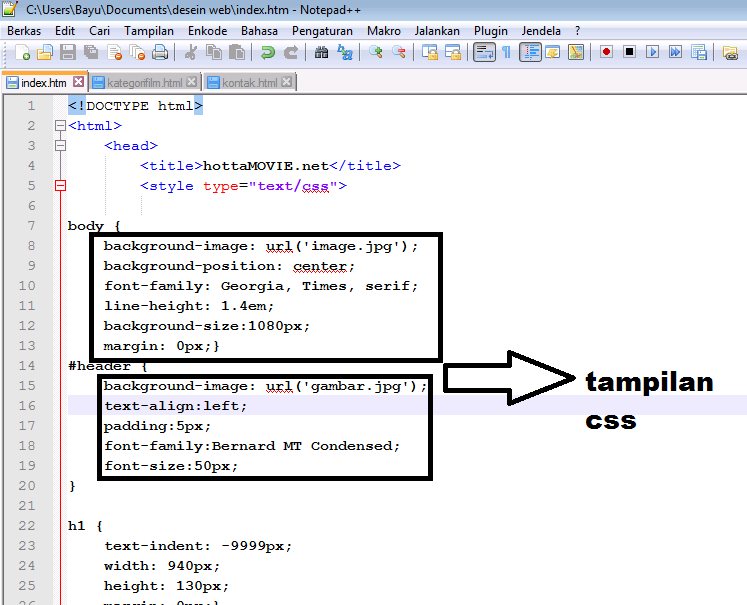 C:\Users\Bayu\Documents\desein web\index.htm - Notepad++
Berkas Edit Cari Tampilan Enkode Bahasa Pengaturan Makro Jalankan Plugin Jendela ?
index.htm kategorifilm.html kontak.html
1 <!DOCTYPE html>
2 <html>
3 <head>
4 <title>hottaMOVIE.net</title>
5 <style type="text/css">
6
7 body {
8 background-image: url('image.jpg');
9 background-position: center;
10 font-family: Georgia, Times, serif;
11 line-height: 1.4em;
12 background-size:1080px;
13 margin: 0px;}
14 #header {
15 background-image: url('gambar.jpg');
16 text-align:left;
17 padding:5px;
18 font-family:Bernard MT Condensed;
19 font-size:50px;
20 }
21
22 h1 {
23 text-indent: -9999px;
24 width: 940px;
25 height: 130px;
26 margin: 0px;}
tampilan
css